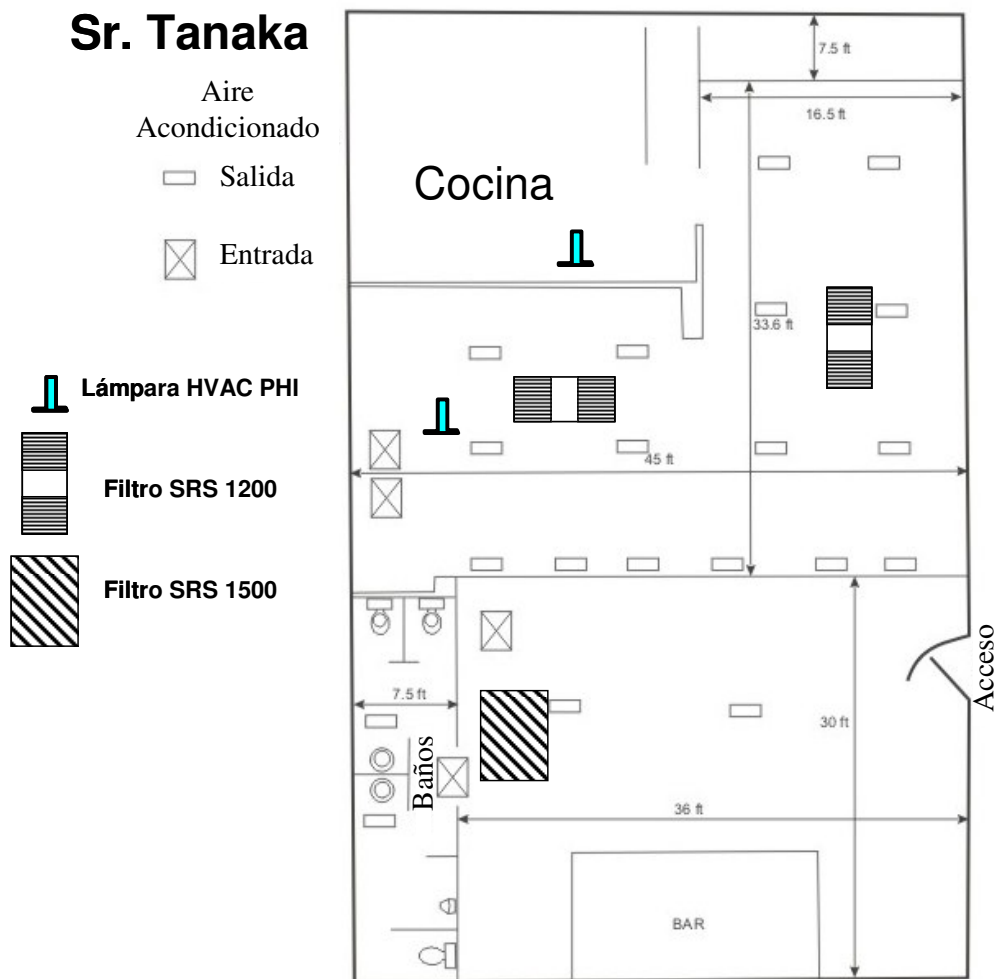 Sr. Tanaka
Aire
Acondicionado
Salida
Entrada
Lámpara HVAC PHI
Filtro SRS 1200
Filtro SRS 1500
7.5 ft
16.5 ft
Cocina
33.6 ft
45 ft
7.5 ft
Baños
30 ft
Acceso
36 ft
BAR